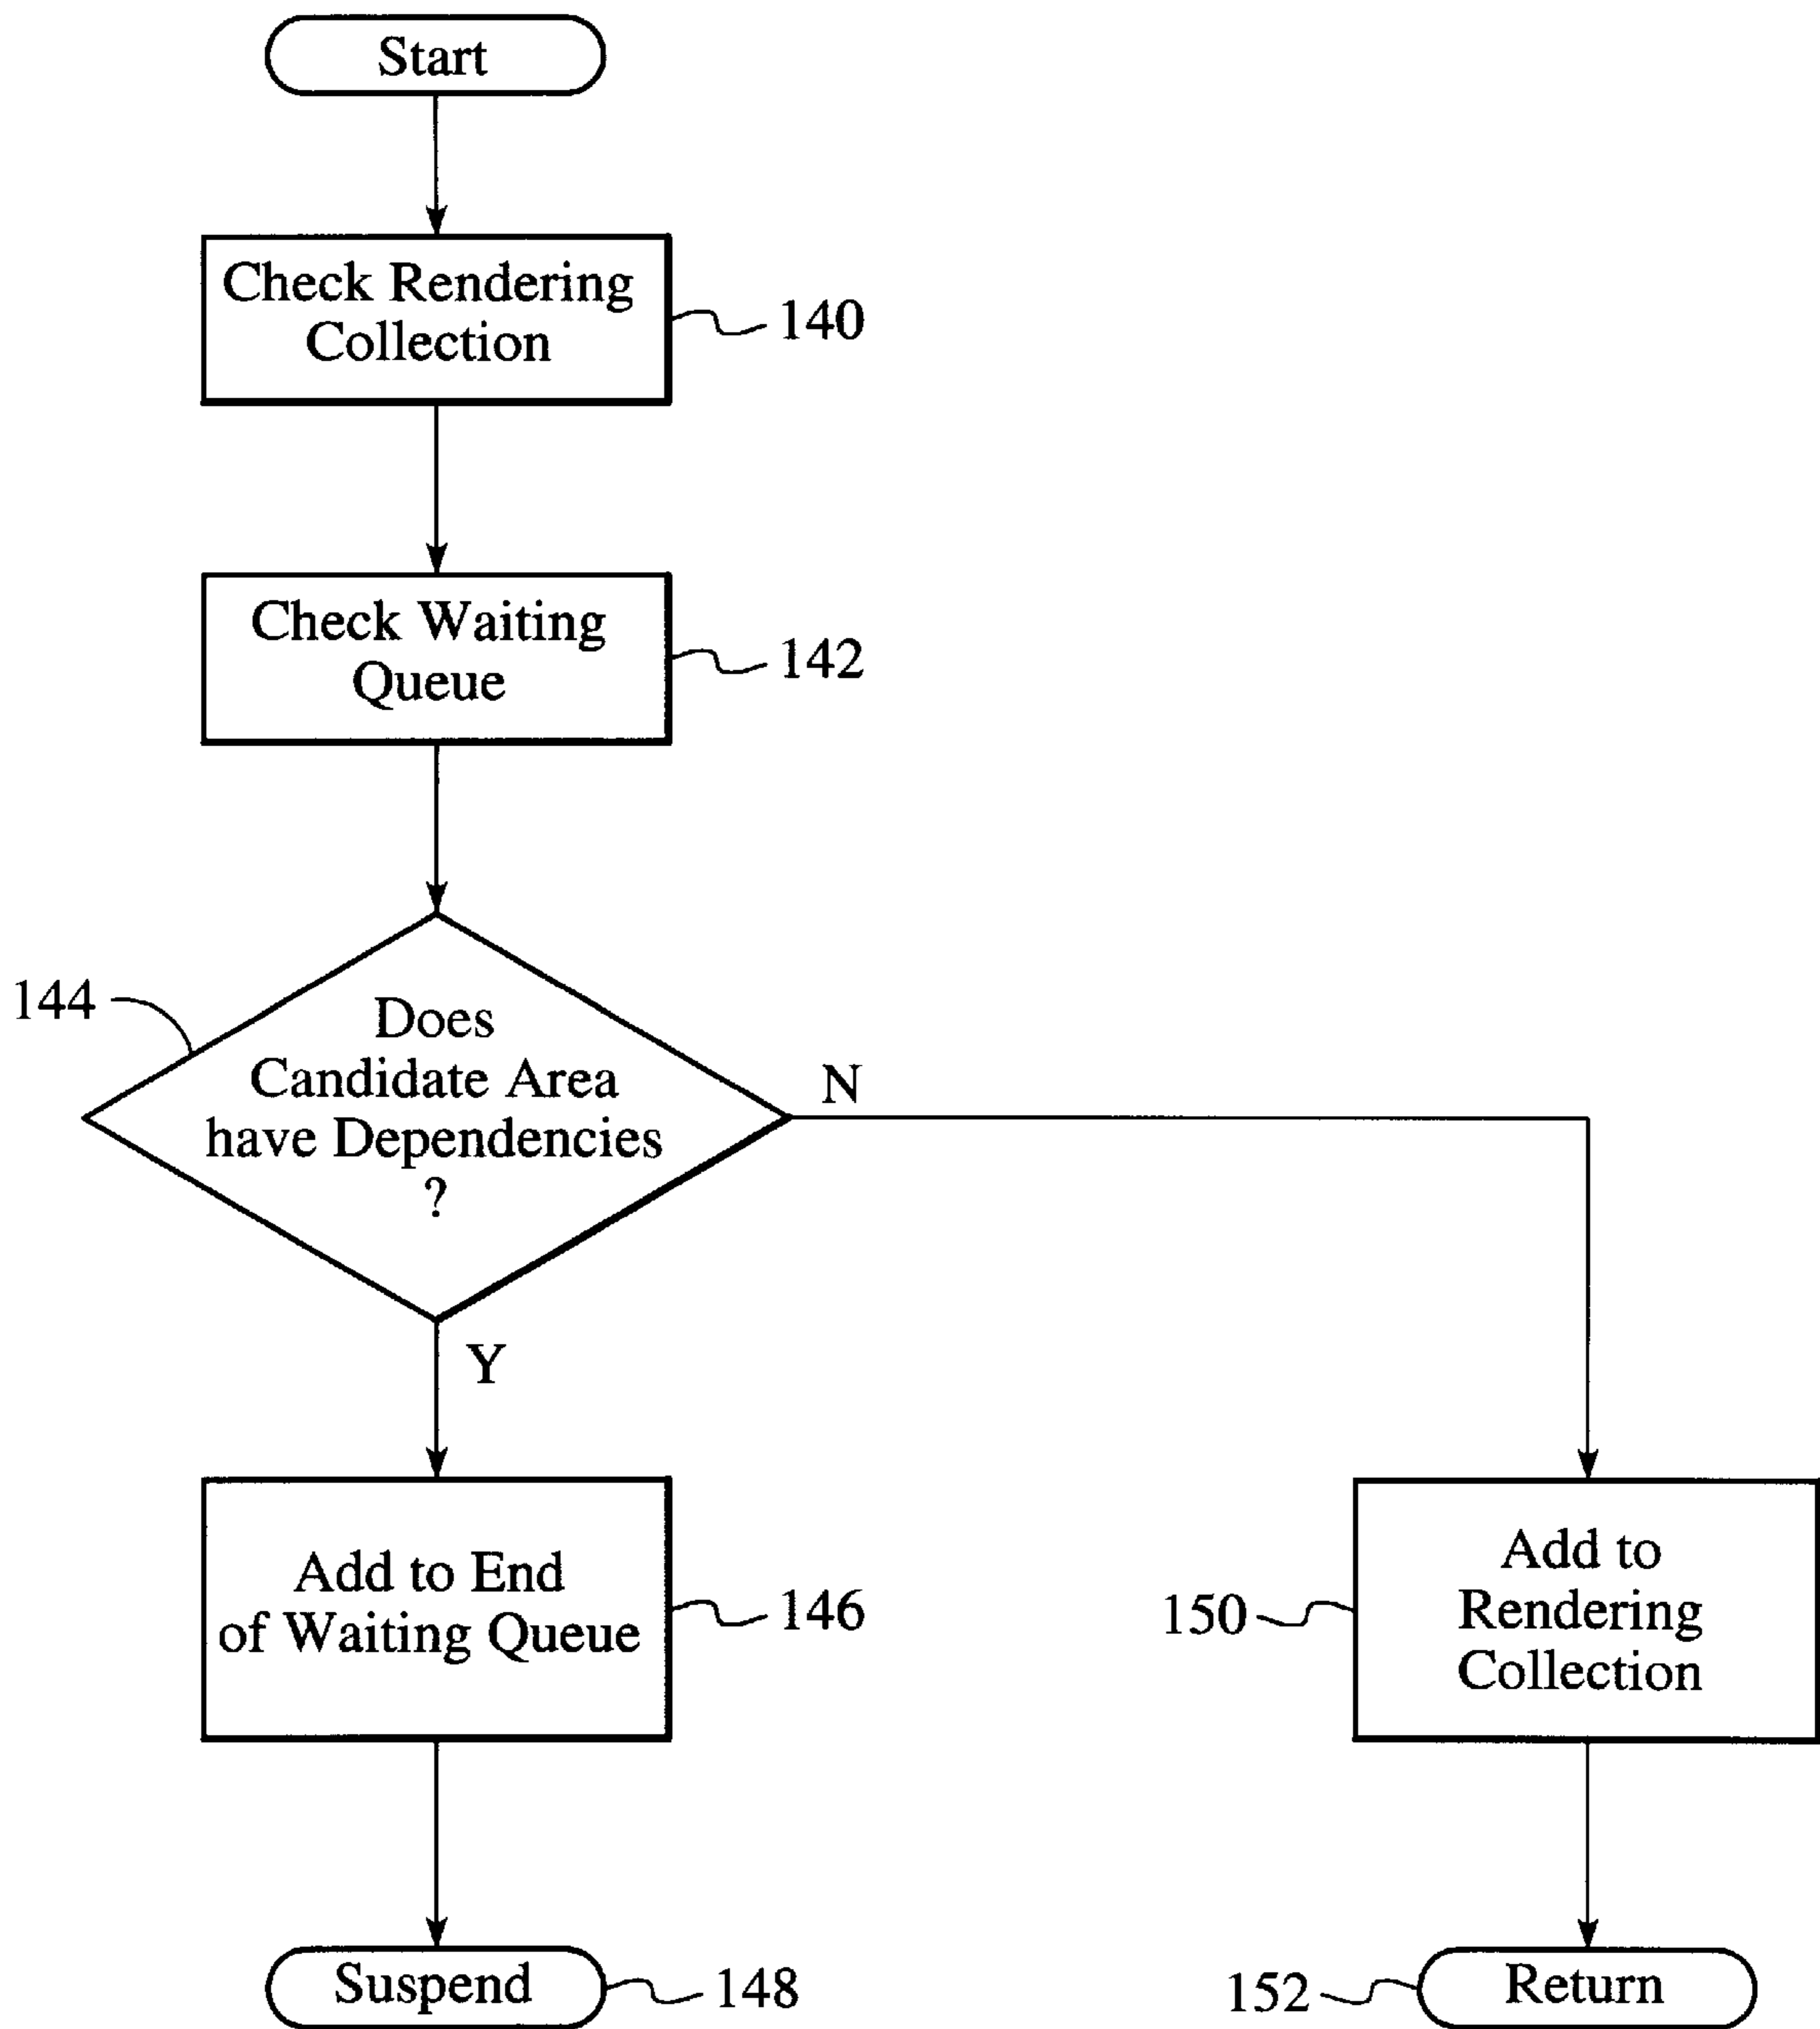 Start
Check Rendering
Collection
140
Check Waiting
Queue
142
144
Does
Candidate Area
have Dependencies
?
N
Y
Add to End
of Waiting Queue
146
150
Add to
Rendering
Collection
Suspend
148
152
Return